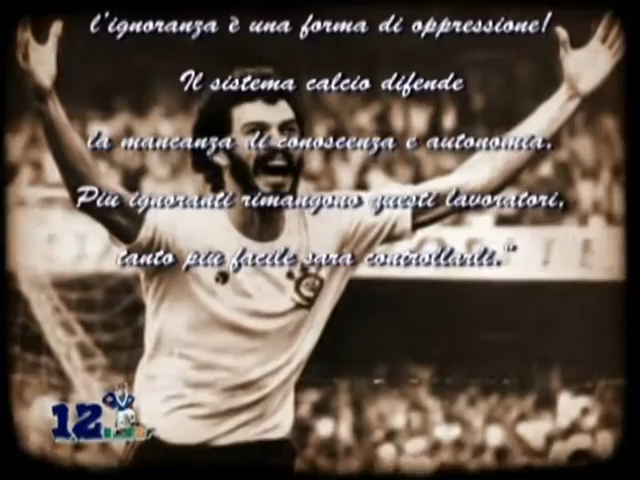 l'ignoranza è una forma di oppressione!
Il sistema calcio difende
la mancanza di conoscenza e autonomia.
Più ignoranti rimangono questi lavoratori,
tanto più facile sarà controllarli."
12.